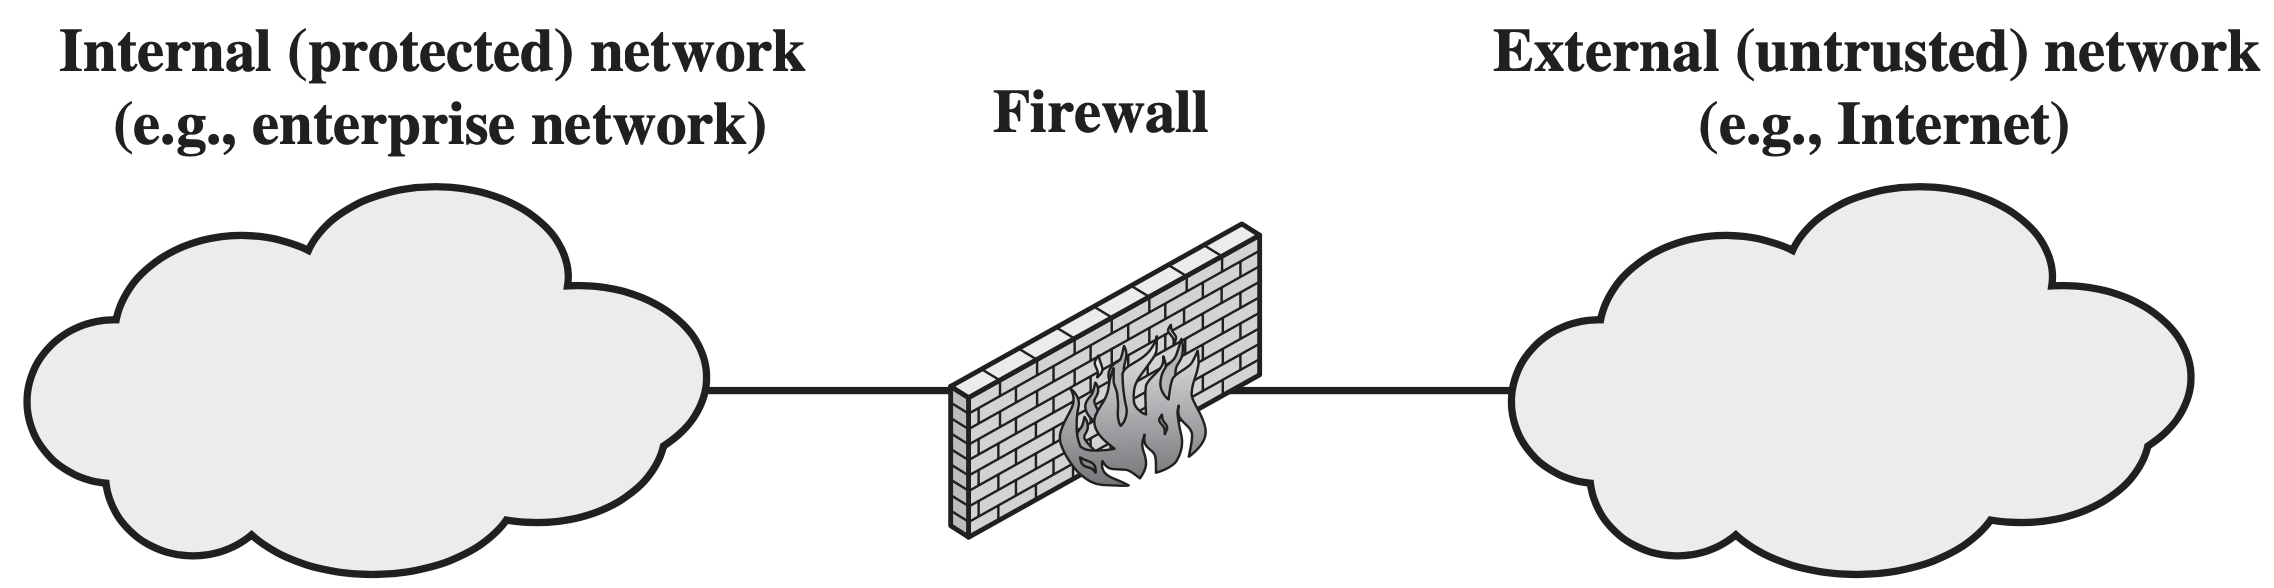 Internal (protected) network
(e.g., enterprise network)
Firewall
External (untrusted) network
(e.g., Internet)